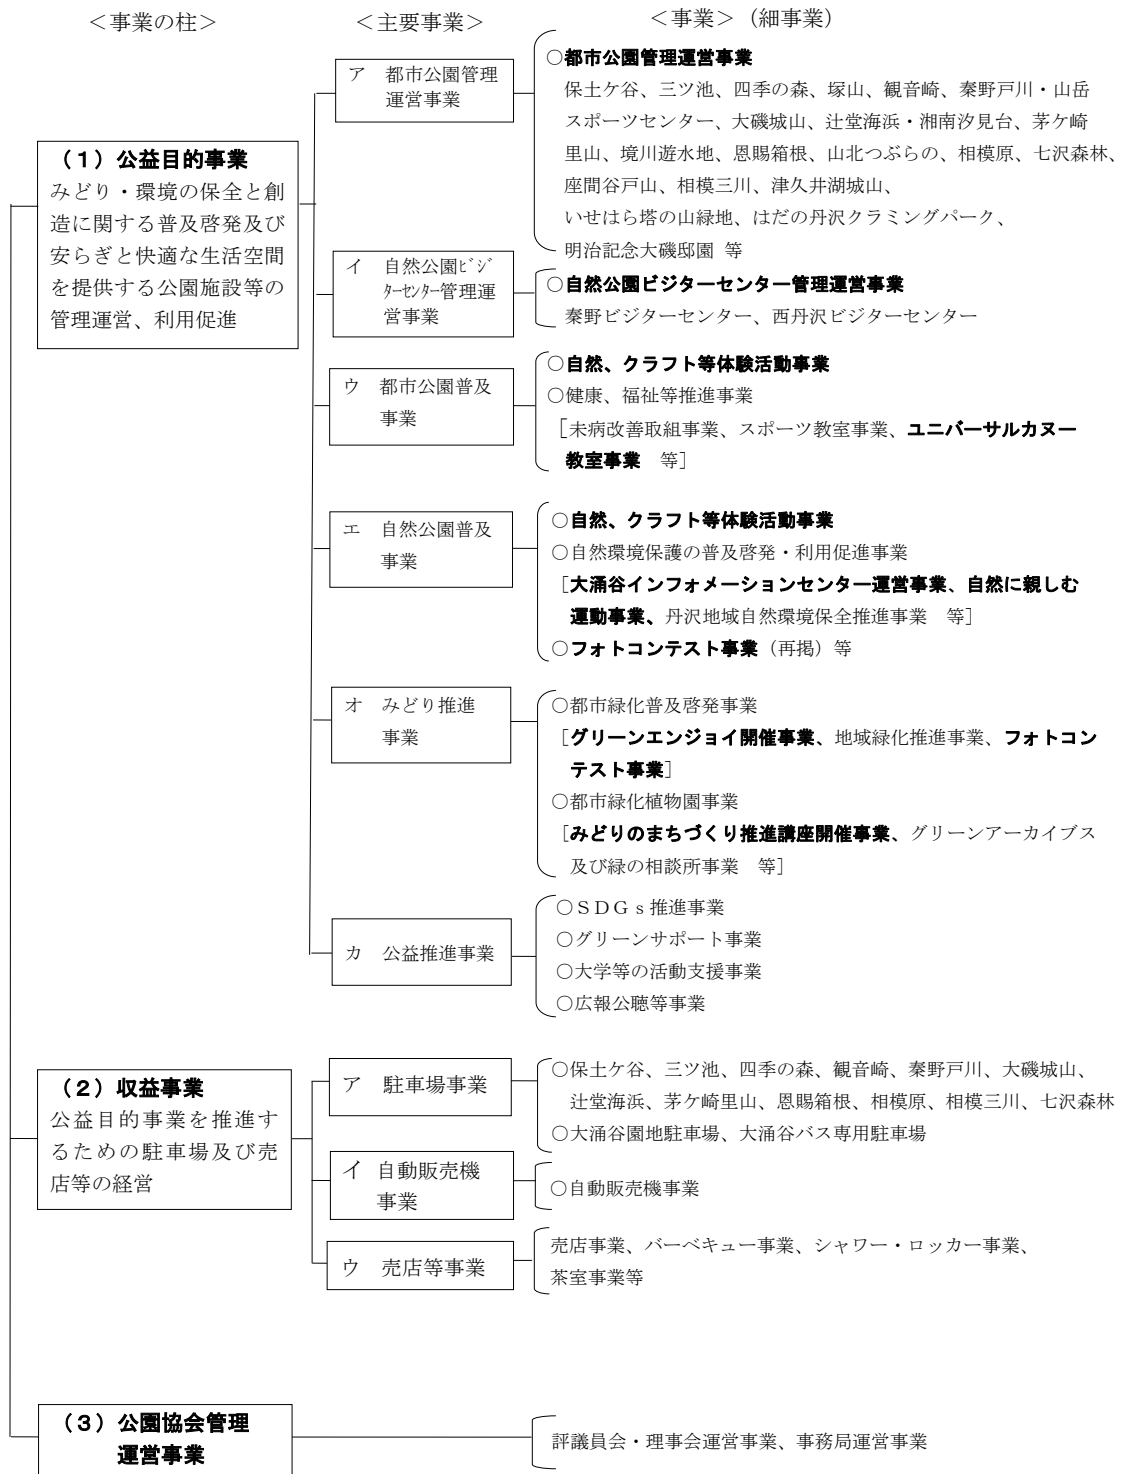 ＜事業の柱＞
＜主要事業＞
＜事業＞（細事業）
（１）公益目的事業
みどり・環境の保全と創
造に関する普及啓発及び
安らぎと快適な生活空間
を提供する公園施設等の
管理運営、利用促進
ア　都市公園管理
運営事業
○都市公園管理運営事業
保土ケ谷、三ツ池、四季の森、塚山、観音崎、秦野戸川・山岳
スポーツセンター、大磯城山、辻堂海浜・湘南汐見台、茅ケ崎
里山、境川遊水地、恩賜箱根、山北つぶらの、相模原、七沢森林、
座間谷戸山、相模三川、津久井湖城山、
いせはら塔の山緑地、はだの丹沢クラミングパーク、
明治記念大磯邸園 等
イ　自然公園ﾋﾞｼﾞ
ﾀｰｾﾝﾀｰ管理運
営事業
○自然公園ビジターセンター管理運営事業
秦野ビジターセンター、西丹沢ビジターセンター
ウ　都市公園普及
事業
○自然、クラフト等体験活動事業
○健康、福祉等推進事業
［未病改善取組事業、スポーツ教室事業、ユニバーサルカヌー
教室事業　等］
エ　自然公園普及
事業
○自然、クラフト等体験活動事業
○自然環境保護の普及啓発・利用促進事業
［大涌谷インフォメーションセンター運営事業、自然に親しむ
運動事業、丹沢地域自然環境保全推進事業　等］
○フォトコンテスト事業（再掲）等
オ　みどり推進
事業
○都市緑化普及啓発事業
［グリーンエンジョイ開催事業、地域緑化推進事業、フォトコン
テスト事業］
○都市緑化植物園事業
［みどりのまちづくり推進講座開催事業、グリーンアーカイブス
及び緑の相談所事業　等］
カ　公益推進事業
○ＳＤＧｓ推進事業
○グリーンサポート事業
○大学等の活動支援事業
○広報公聴等事業
（２）収益事業
公益目的事業を推進す
るための駐車場及び売
店等の経営
ア　駐車場事業
○保土ケ谷、三ツ池、四季の森、観音崎、秦野戸川、大磯城山、
辻堂海浜、茅ケ崎里山、恩賜箱根、相模原、相模三川、七沢森林
○大涌谷園地駐車場、大涌谷バス専用駐車場
イ　自動販売機
事業
○自動販売機事業
ウ　売店等事業
売店事業、バーベキュー事業、シャワー・ロッカー事業、
茶室事業等
（３）公園協会管理
運営事業
評議員会・理事会運営事業、事務局運営事業